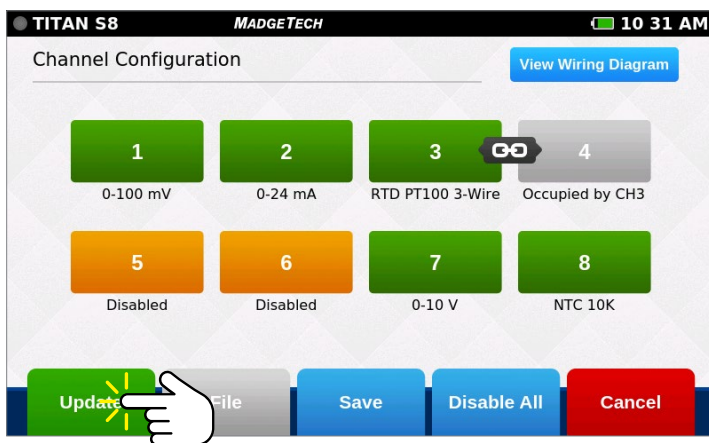 TITAN S8 MADGETECH 10 31 AM
Channel Configuration View Wiring Diagram
1 2 3 4
0-100 mV 0-24 mA RTD PT100 3-Wire Occupied by CH3
5 6 7 8
Disabled Disabled 0-10 V NTC 10K
Update File Save Disable All Cancel